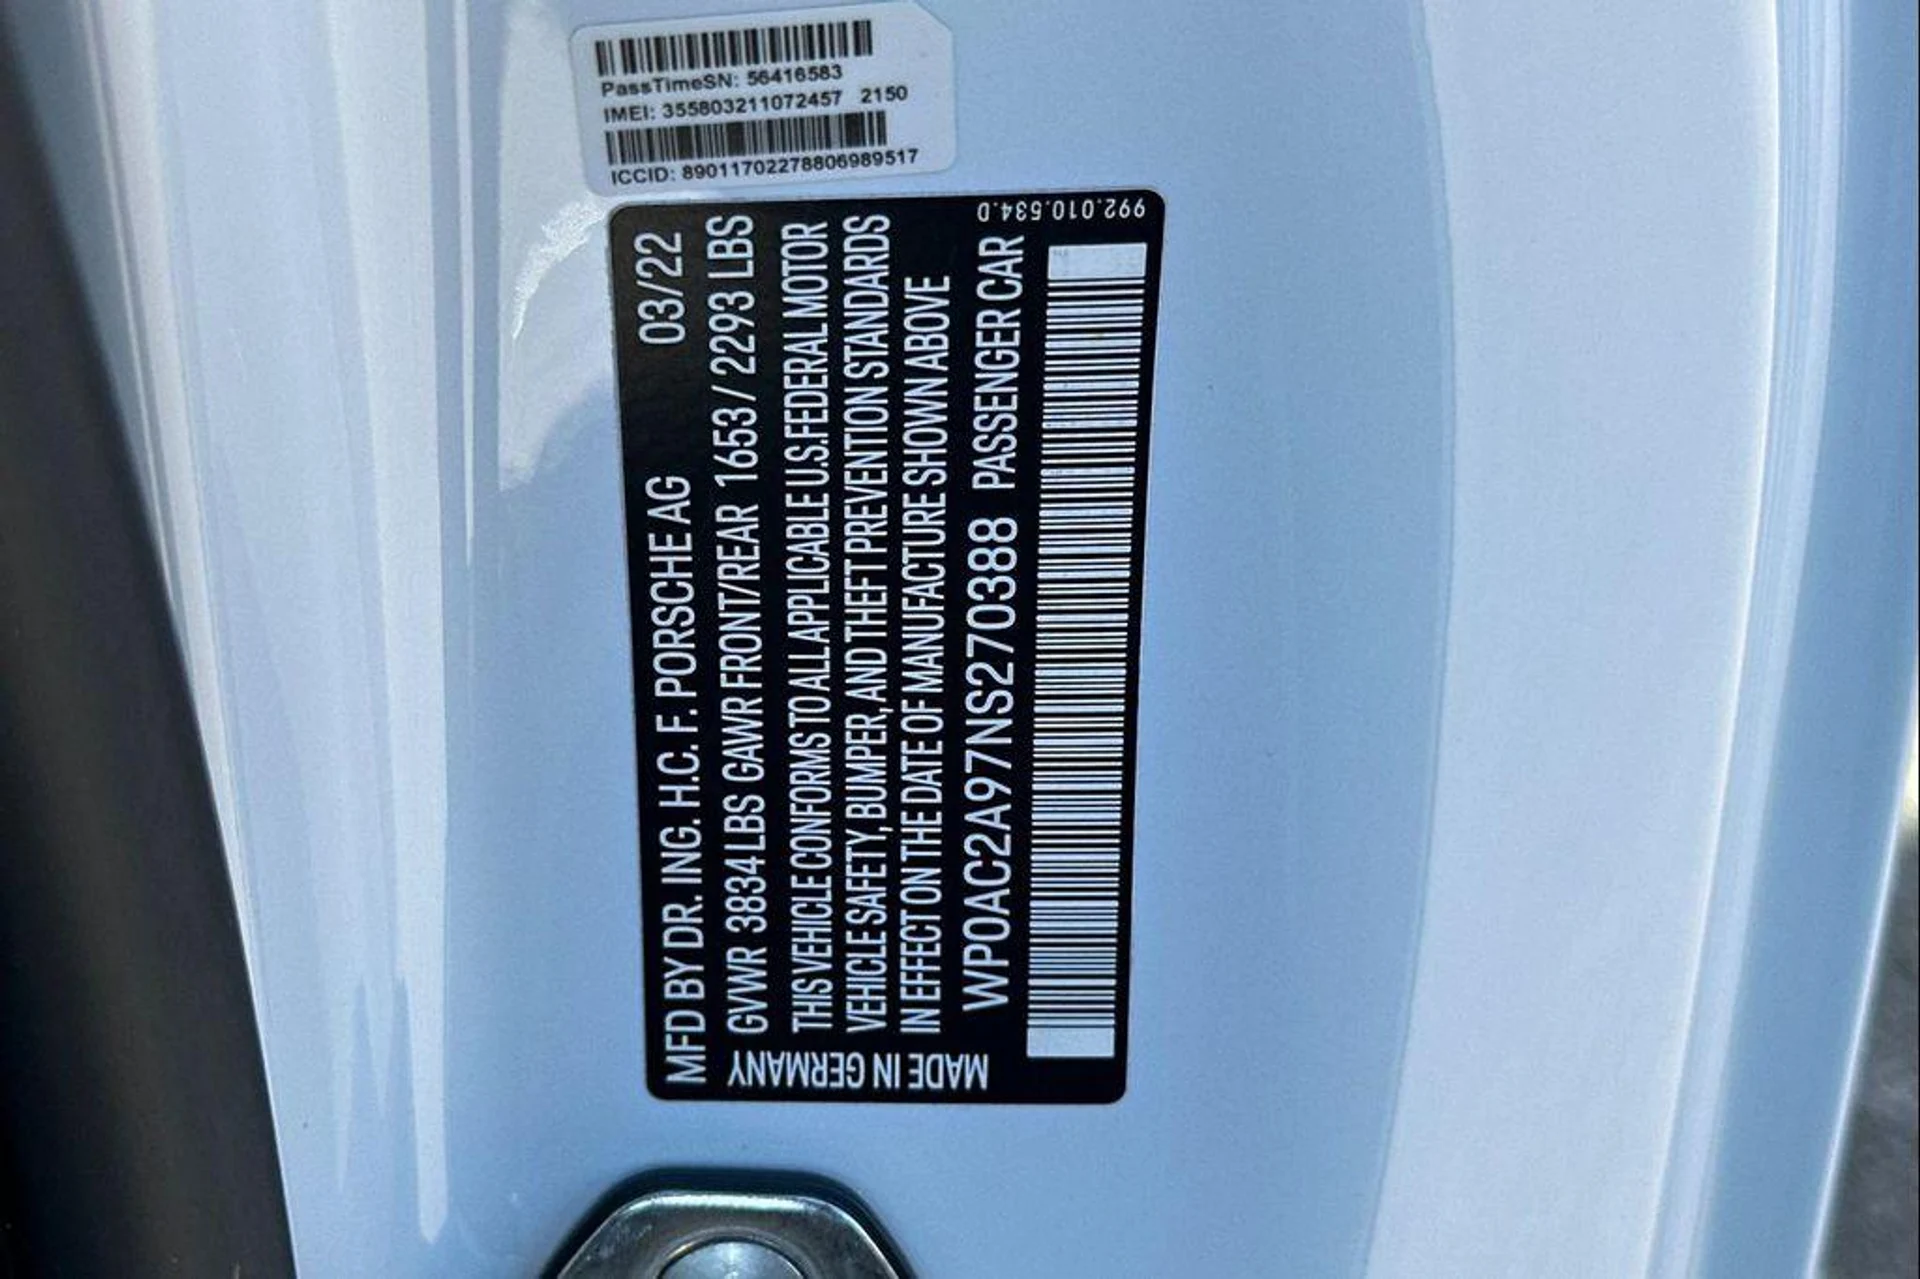 PassTimeSN: 56416583
IMEI: 355803211072457 2150
ICCID: 89011702278806989517
992.010.534.D
MFD BY DR. ING. H.C. F. PORSCHE AG 03/22
GVWR 3834 LBS GAWR FRONT/REAR 1653 / 2293 LBS
THIS VEHICLE CONFORMS TO ALL APPLICABLE U.S. FEDERAL MOTOR
VEHICLE SAFETY, BUMPER, AND THEFT PREVENTION STANDARDS
IN EFFECT ON THE DATE OF MANUFACTURE SHOWN ABOVE
WP0AC2A97NS270388 PASSENGER CAR
MADE IN GERMANY